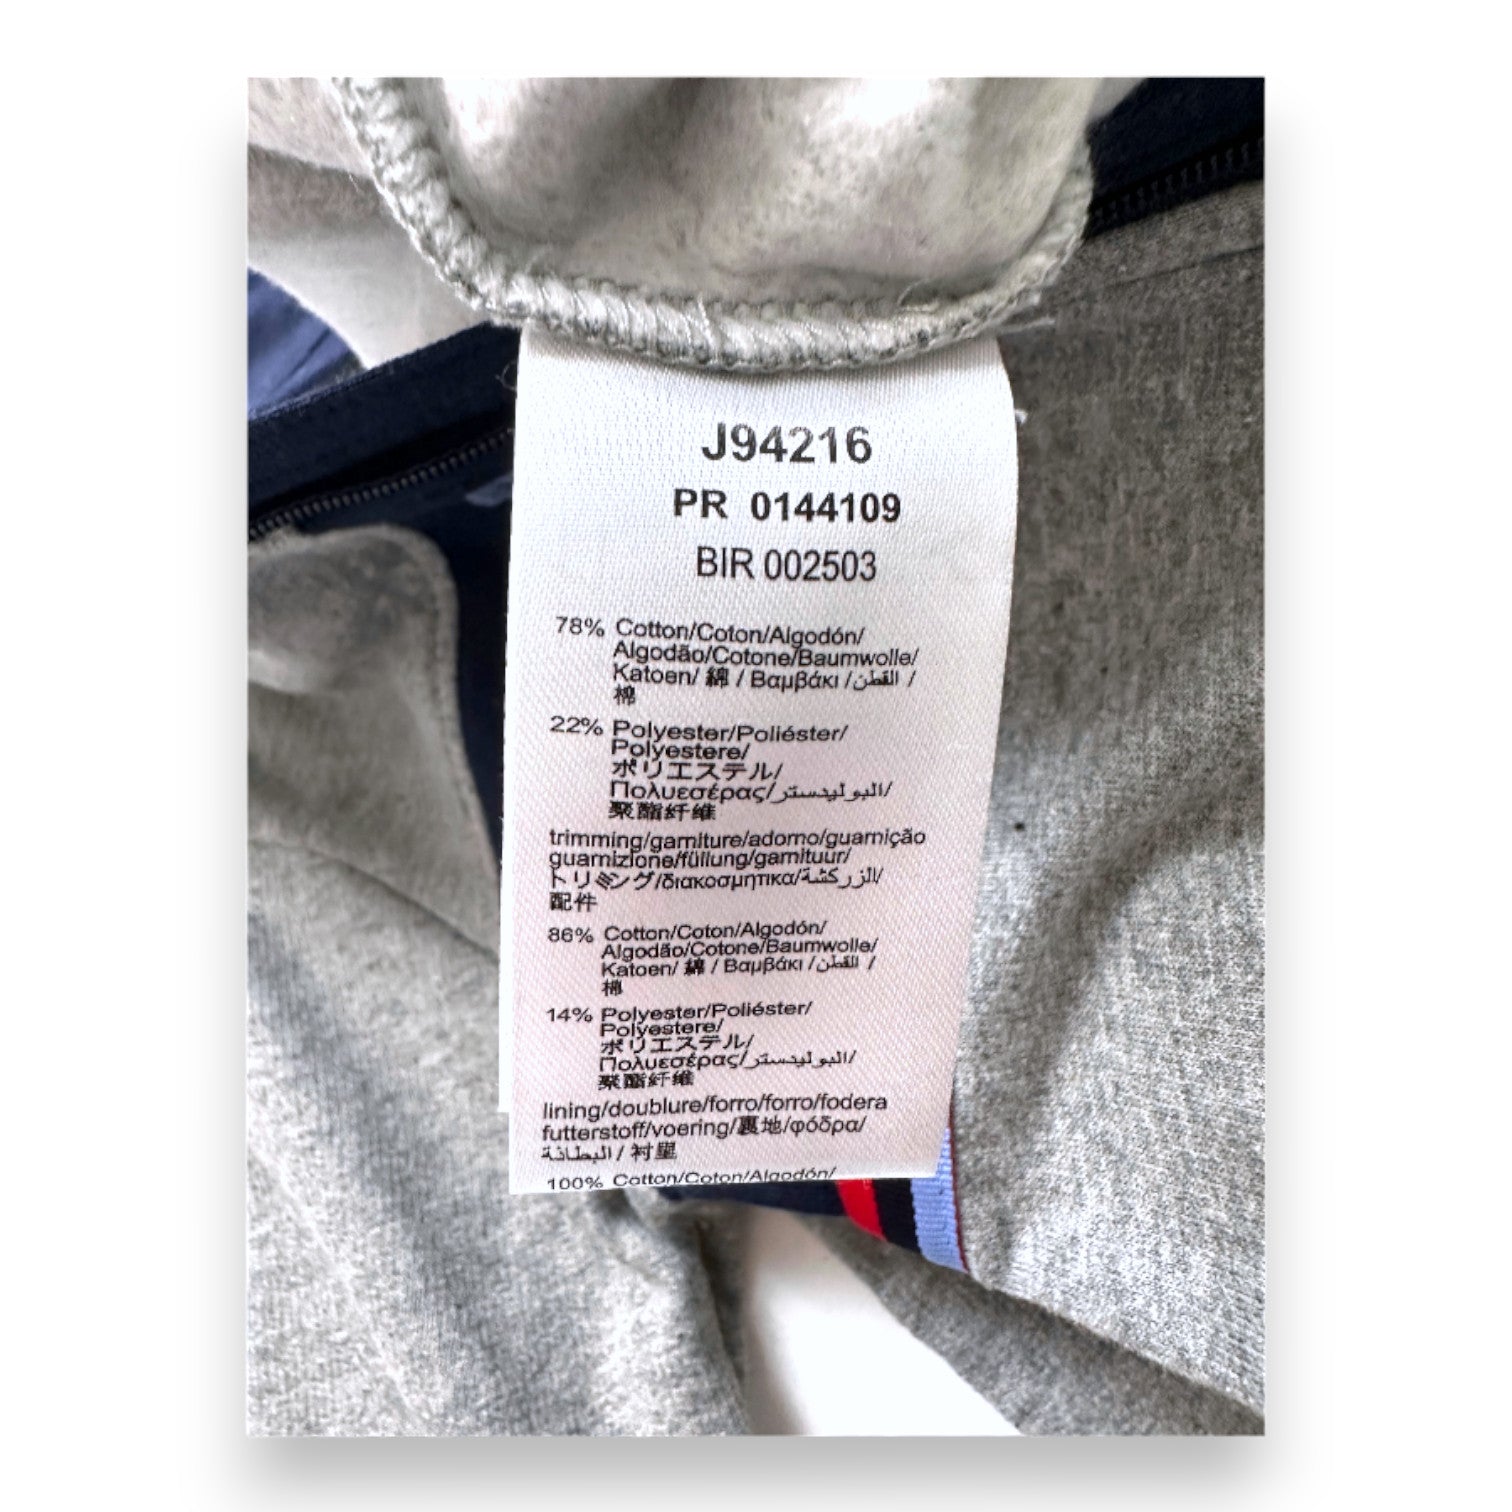 J94216
PR 0144109
BIR 002503
78% Cotton/Coton/Algodón/
Algodão/Cotone/Baumwolle/
Katoen/ 綿 / Βαμβάκι /القطن /
棉
22% Polyester/Poliéster/
Polyestere/
ポリエステル/
Πολυεσέρας/البوليدستر/
聚酯纤维
trimming/garniture/adorno/guarnição
guarnizione/füllung/garnituur/
トリミング/διακοσμητικα/الزركشة/
配件
86% Cotton/Coton/Algodón/
Algodão/Cotone/Baumwolle/
Katoen/ 綿 / Βαμβάκι /القطن /
棉
14% Polyester/Poliéster/
Polyestere/
ポリエステル/
Πολυεσέρας/البوليدستر/
聚酯纤维
lining/doublure/forro/forro/fodera
futterstoff/voering/裏地/φόδρα/
البطانة / 衬里
100% Cotton/Coton/Algodón/